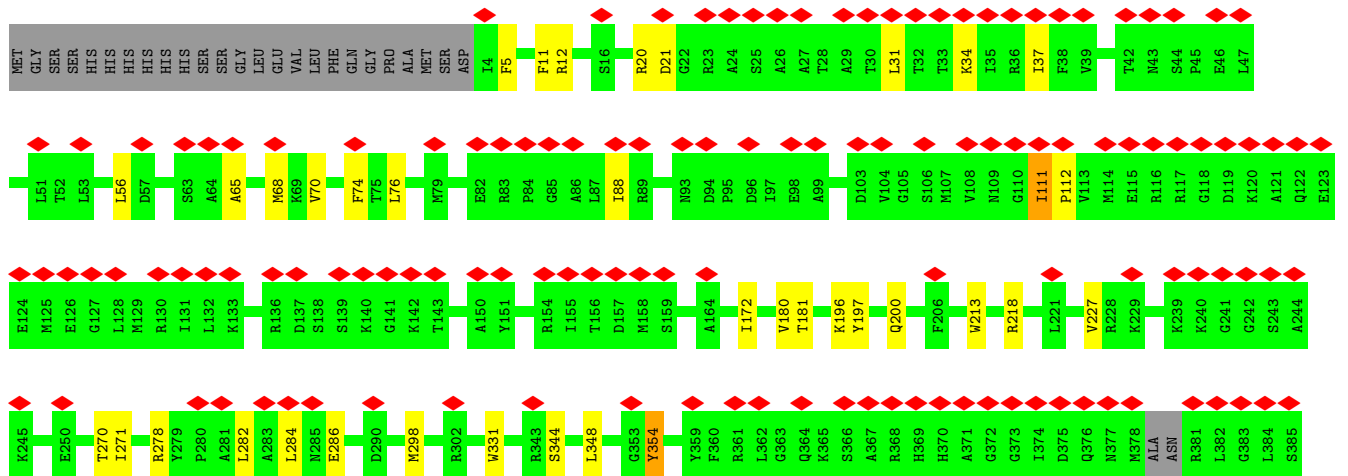 MET GLY SER SER HIS HIS HIS HIS HIS HIS SER SER GLY LEU GLU VAL LEU PHE GLN GLY PRO ALA MET SER ASP I4 F5 F11 R12 S16 R20 D21 G22 R23 A24 S25 A26 A27 T28 A29 T30 L31 T32 T33 K34 I35 R36 I37 F38 V39 T42 N43 S44 P45 E46 L47
L51 T52 L53 L56 D57 S63 A64 A65 M68 K69 V70 F74 T75 L76 M79 E82 R83 P84 G85 A86 L87 I88 R89 N93 D94 P95 D96 I97 E98 A99 D103 V104 G105 S106 M107 V108 N109 G110 I111 P112 V113 M114 E115 R116 R117 G118 D119 K120 A121 Q122 E123
E124 M125 E126 G127 L128 M129 R130 I131 L132 K133 R136 D137 S138 S139 K140 G141 K142 T143 A150 Y151 R154 I155 T156 D157 M158 S159 A164 I172 V180 T181 K196 Y197 Q200 F206 W213 R218 L221 V227 R228 K229 K239 K240 G241 G242 S243 A244
K245 E250 T270 I271 R278 Y279 P280 A281 L282 A283 L284 N285 E286 D290 M298 R302 W331 R343 S344 L348 G353 Y354 Y359 F360 R361 L362 G363 Q364 K365 S366 A367 R368 H369 H370 A371 G372 G373 I374 D375 Q376 N377 M378 ALA ASN R381 L382 G383 L384 S385